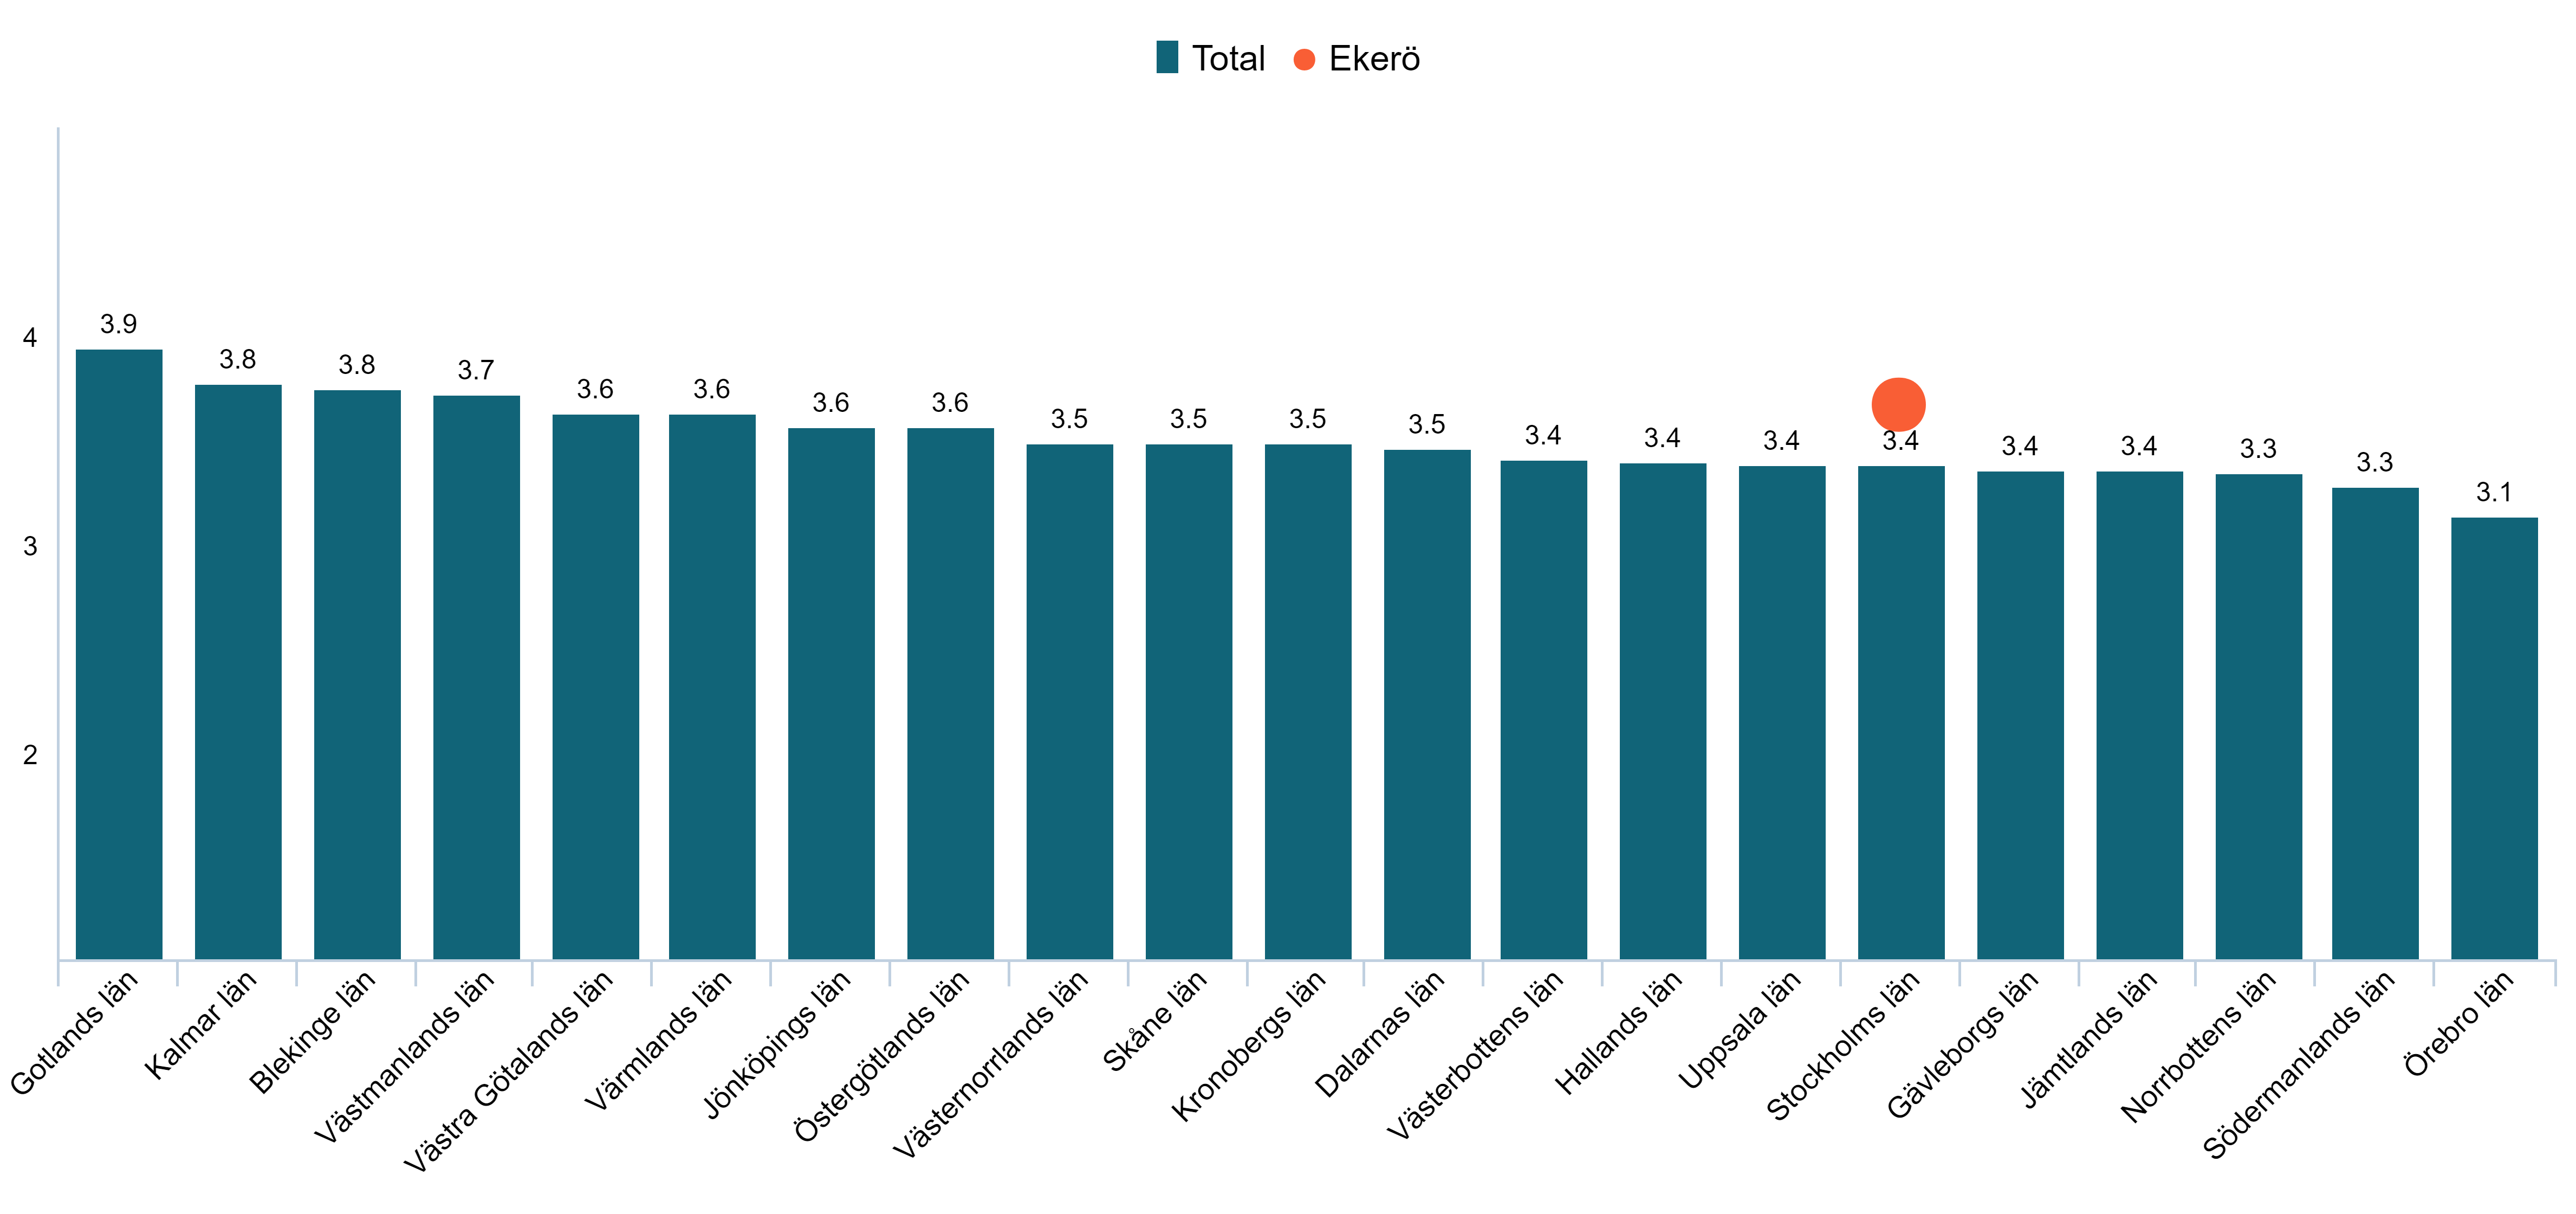 Total Ekerö
4
3
2
3.9 3.8 3.8 3.7 3.6 3.6 3.6 3.6 3.5 3.5 3.5 3.5 3.4 3.4 3.4 3.4 3.4 3.4 3.3 3.3 3.1
Gotlands län
Kalmar län
Blekinge län
Västmanlands län
Västra Götalands län
Värmlands län
Jönköpings län
Östergötlands län
Västernorrlands län
Skåne län
Kronobergs län
Dalarnas län
Västerbottens län
Hallands län
Uppsala län
Stockholms län
Gävleborgs län
Jämtlands län
Norrbottens län
Södermanlands län
Örebro län